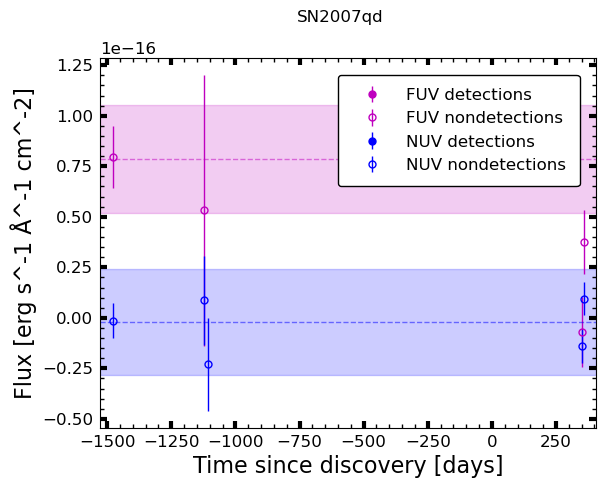 SN2007qd
1e−16
1.25
1.00
0.75
0.50
0.25
0.00
−0.25
−0.50
Flux [erg s^-1 Å^-1 cm^-2]
FUV detections
FUV nondetections
NUV detections
NUV nondetections
−1500 −1250 −1000 −750 −500 −250 0 250
Time since discovery [days]